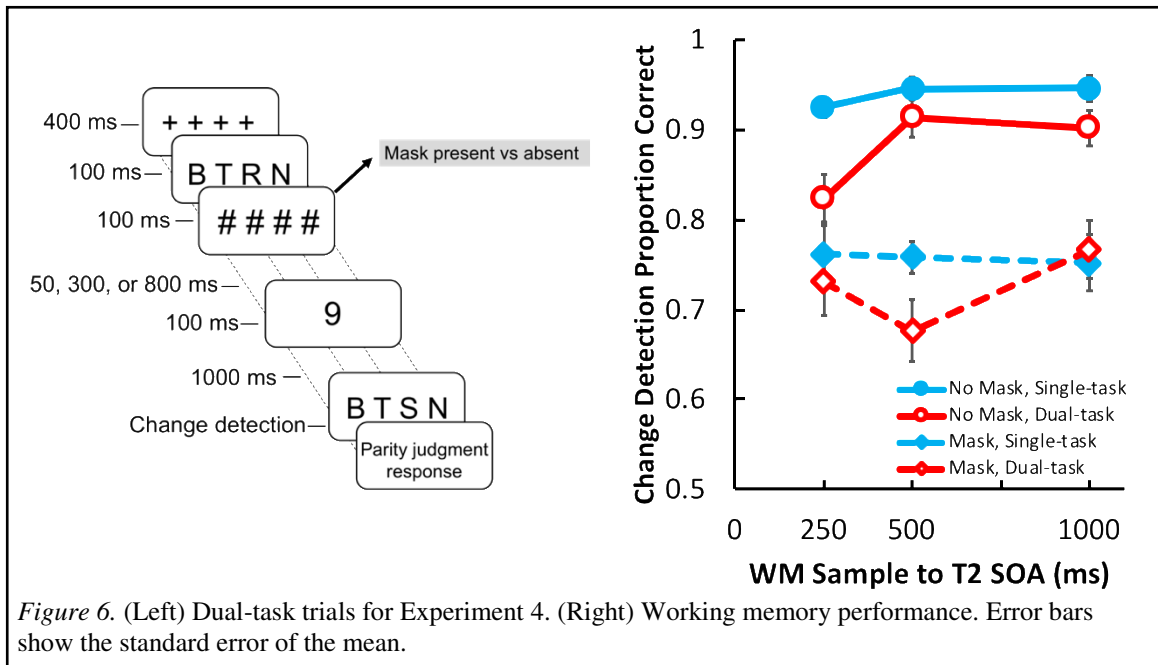 400 ms
+ + + +
100 ms
B T R N
Mask present vs absent
100 ms
# # # #
50, 300, or 800 ms
9
100 ms
1000 ms
B T S N
Change detection
Parity judgment
response
Change Detection Proportion Correct
1
0.9
0.8
0.7
0.6
0.5
No Mask, Single-task
No Mask, Dual-task
Mask, Single-task
Mask, Dual-task
0
250
500
1000
WM Sample to T2 SOA (ms)
Figure 6. (Left) Dual-task trials for Experiment 4. (Right) Working memory performance. Error bars
show the standard error of the mean.